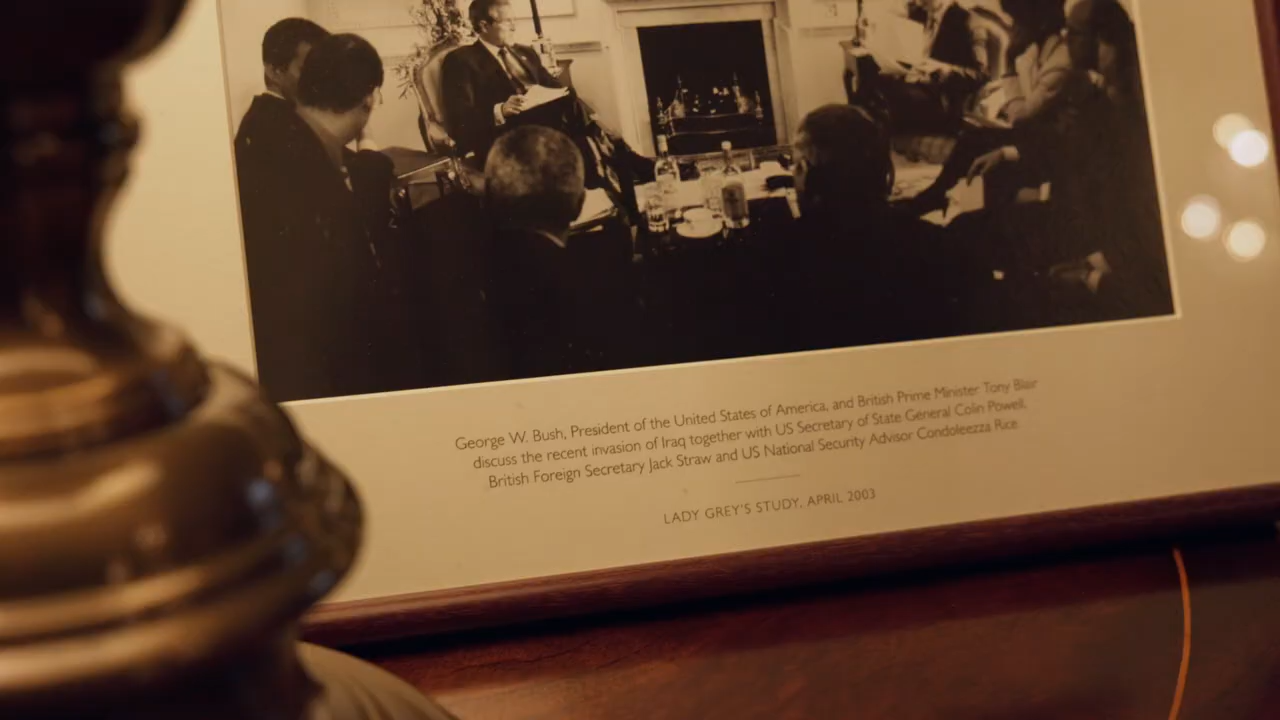 George W. Bush, President of the United States of America, and British Prime Minister Tony Blair
discuss the recent invasion of Iraq together with US Secretary of State General Colin Powell,
British Foreign Secretary Jack Straw and US National Security Advisor Condoleezza Rice
LADY GREY'S STUDY, APRIL 2003